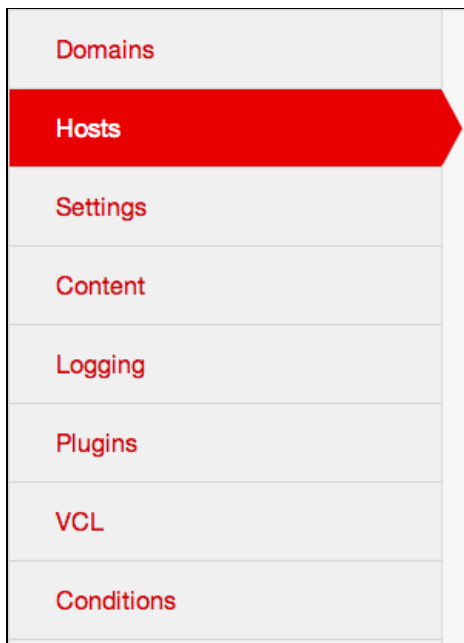 Domains
Hosts
Settings
Content
Logging
Plugins
VCL
Conditions